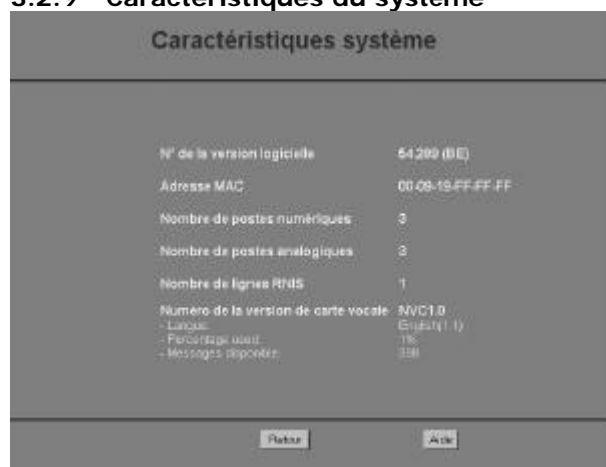 3.2.9 Caractéristiques du système
Caractéristiques système
N° de la version logicielle 54.209 (BE)
Adresse MAC 00-09-19-FF-FF-FF
Nombre de postes numériques 3
Nombre de postes analogiques 3
Nombre de lignes RNIS 1
Numéro de la version de carte vocale NVC1.0
- Langue: English(1.1)
- Percentage used: 1%
- Messages disponible:
Retour Aide